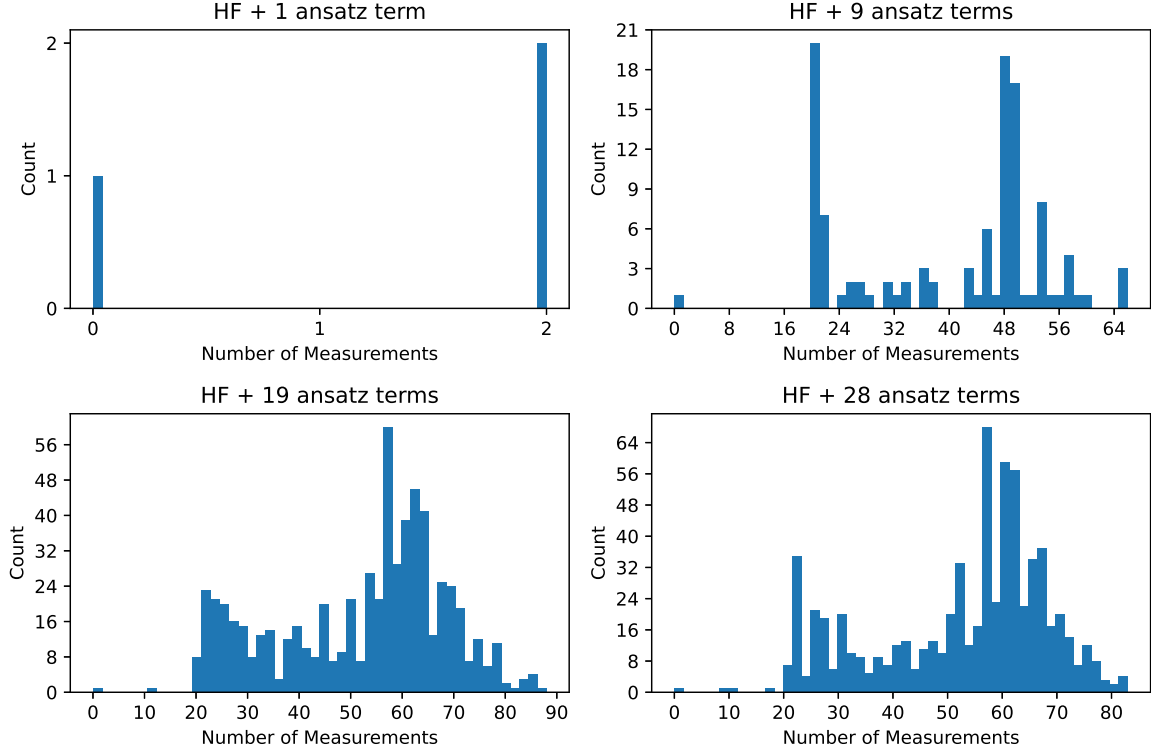 HF + 1 ansatz term
Count
2
1
0
0 1 2
Number of Measurements
HF + 9 ansatz terms
Count
21
18
15
12
9
6
3
0
0 8 16 24 32 40 48 56 64
Number of Measurements
HF + 19 ansatz terms
Count
56
48
40
32
24
16
8
0
0 10 20 30 40 50 60 70 80 90
Number of Measurements
HF + 28 ansatz terms
Count
64
56
48
40
32
24
16
8
0
0 10 20 30 40 50 60 70 80
Number of Measurements